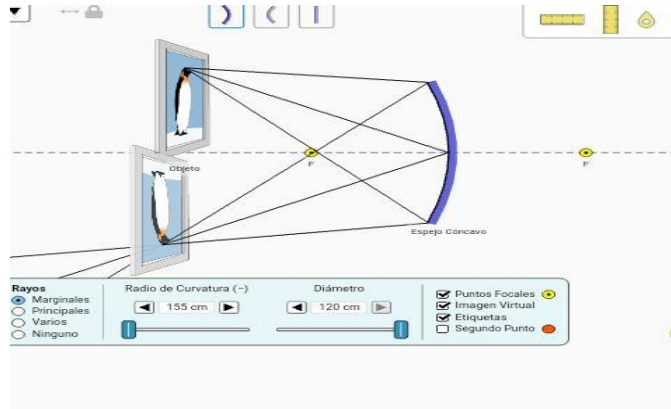 F
F
Objeto
Espejo Cóncavo
Rayos
Marginales
Principales
Varios
Ninguno
Radio de Curvatura (−)
155 cm
Diámetro
120 cm
Puntos Focales
Imagen Virtual
Etiquetas
Segundo Punto